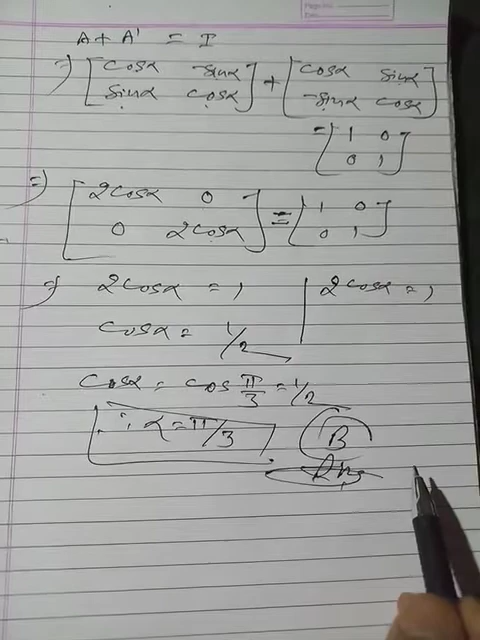 A + A' = I
⇒ [cosα -sinα sinα cosα] + [cosα sinα -sinα cosα]
= [1 0 0 1]
⇒ [2cosα 0 0 2cosα] = [1 0 0 1]
⇒ 2cosα = 1 | 2cosα = 1
cosα = 1/2
cosα = cos π/3 = 1/2
∴ α = π/3 B
Ans